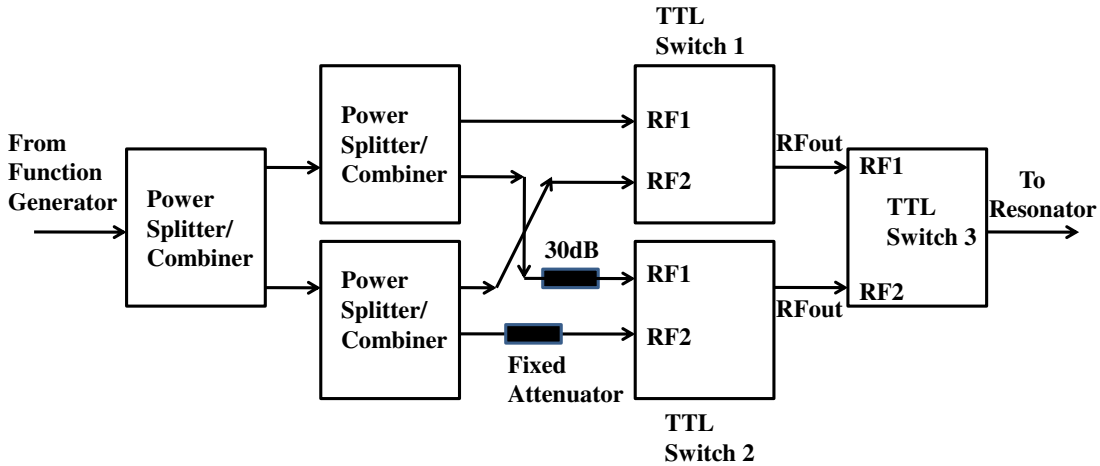 From
Function
Generator
Power
Splitter/
Combiner
Power
Splitter/
Combiner
Power
Splitter/
Combiner
30dB
Fixed
Attenuator
TTL
Switch 1
RF1
RF2
RFout
RF1
RF2
RFout
TTL
Switch 2
RF1
TTL
Switch 3
RF2
To
Resonator